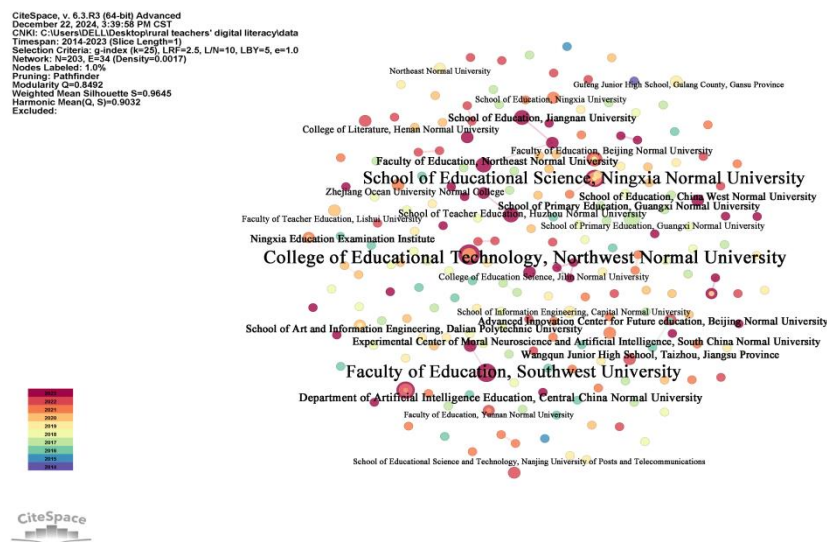 CiteSpace, v. 6.3.R3 (64-bit) Advanced
December 22, 2024, 3:39:58 PM CST
CNKI: C:\Users\DELL\Desktop\rural teachers' digital literacy\data
Timespan: 2014-2023 (Slice Length=1)
Selection Criteria: g-index (k=25), LRF=2.5, L/N=10, LBY=5, e=1.0
Network: N=203, E=34 (Density=0.0017)
Nodes Labeled: 1.0%
Pruning: Pathfinder
Modularity Q=0.8492
Weighted Mean Silhouette S=0.9645
Harmonic Mean(Q, S)=0.9032
Excluded:
Northeast Normal University
Gufeng Junior High School, Gulang County, Gansu Province
School of Education, Ningxia University
School of Education, Jiangnan University
College of Literature, Henan Normal University
Faculty of Education, Beijing Normal University
Faculty of Education, Northeast Normal University
School of Educational Science, Ningxia Normal University
Zhejiang Ocean University Normal College
School of Education, China West Normal University
School of Primary Education, Guangxi Normal University
School of Teacher Education, Huzhou Normal University
Faculty of Teacher Education, Lishui University
School of Primary Education, Guangxi Normal University
Ningxia Education Examination Institute
College of Educational Technology, Northwest Normal University
College of Education Science, Jilin Normal University
School of Information Engineering, Capital Normal University
Advanced Innovation Center for Future education, Beijing Normal University
School of Art and Information Engineering, Dalian Polytechnic University
Experimental Center of Moral Neuroscience and Artificial Intelligence, South China Normal University
Wangqun Junior High School, Taizhou, Jiangsu Province
Faculty of Education, Southwest University
Department of Artificial Intelligence Education, Central China Normal University
Faculty of Education, Yunnan Normal University
School of Educational Science and Technology, Nanjing University of Posts and Telecommunications
2022
2021
2020
2019
2018
2017
2016
2015
2014
CiteSpace